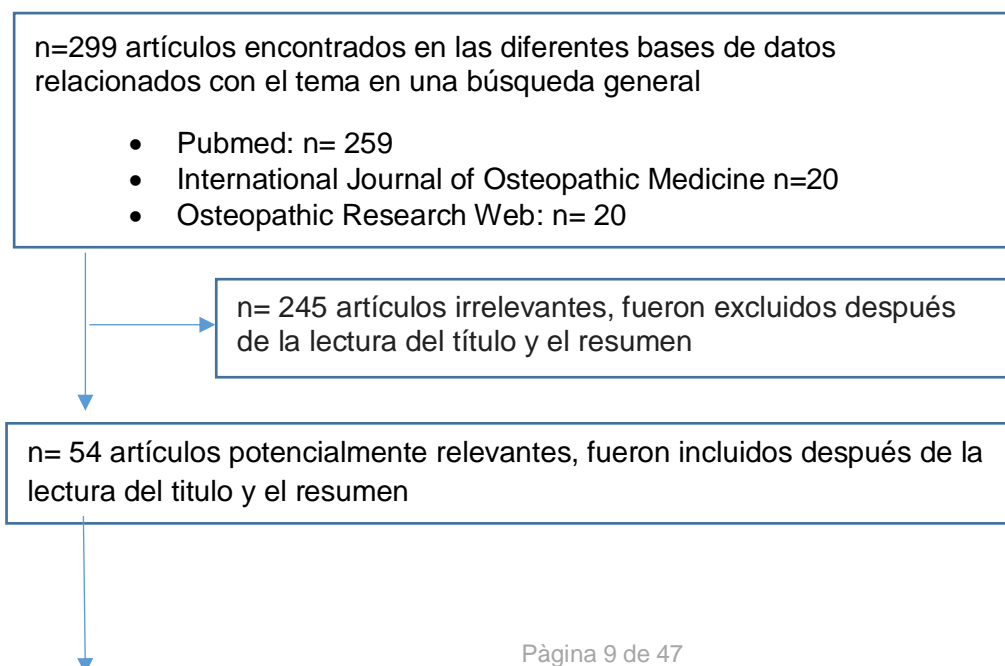 n=299 artículos encontrados en las diferentes bases de datos
relacionados con el tema en una búsqueda general
• Pubmed: n= 259
• International Journal of Osteopathic Medicine n=20
• Osteopathic Research Web: n= 20
n= 245 artículos irrelevantes, fueron excluidos después
de la lectura del título y el resumen
n= 54 artículos potencialmente relevantes, fueron incluidos después de la
lectura del titulo y el resumen
Pàgina 9 de 47